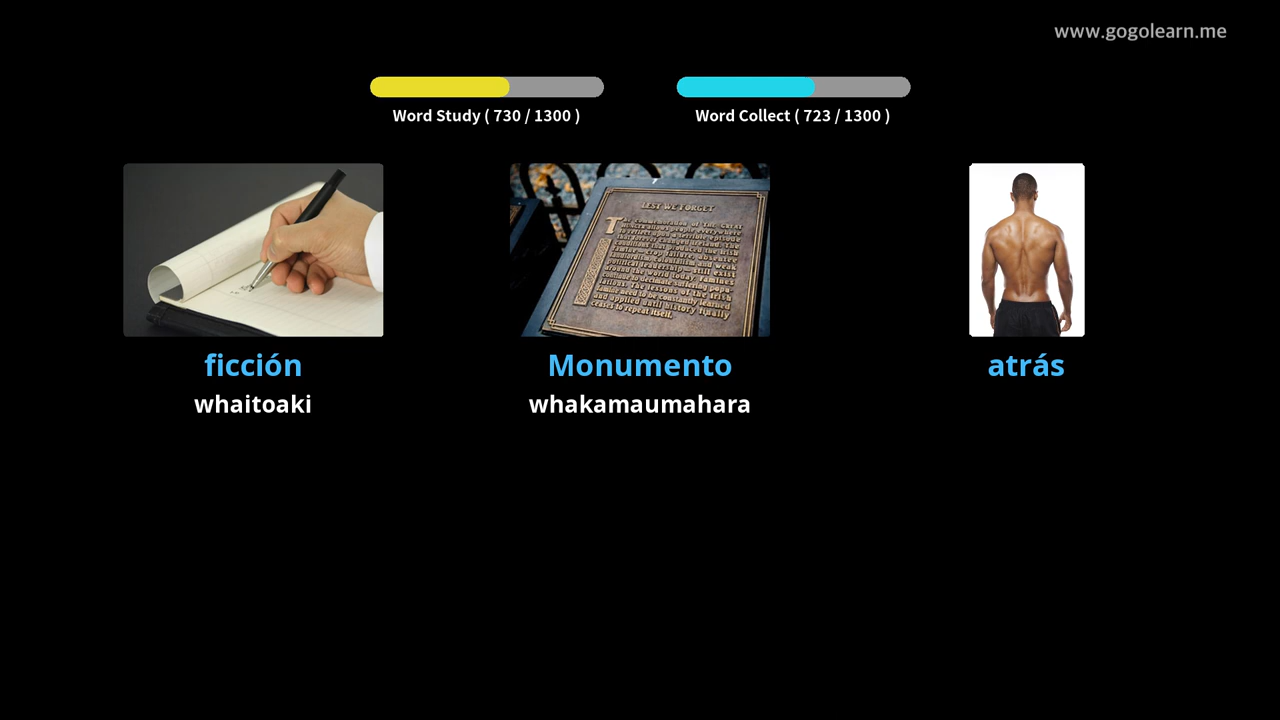 www.gogolearn.me
Word Study ( 730 / 1300 )
Word Collect ( 723 / 1300 )
LEST WE FORGET
ficción
Monumento
atrás
whaitoaki
whakamaumahara